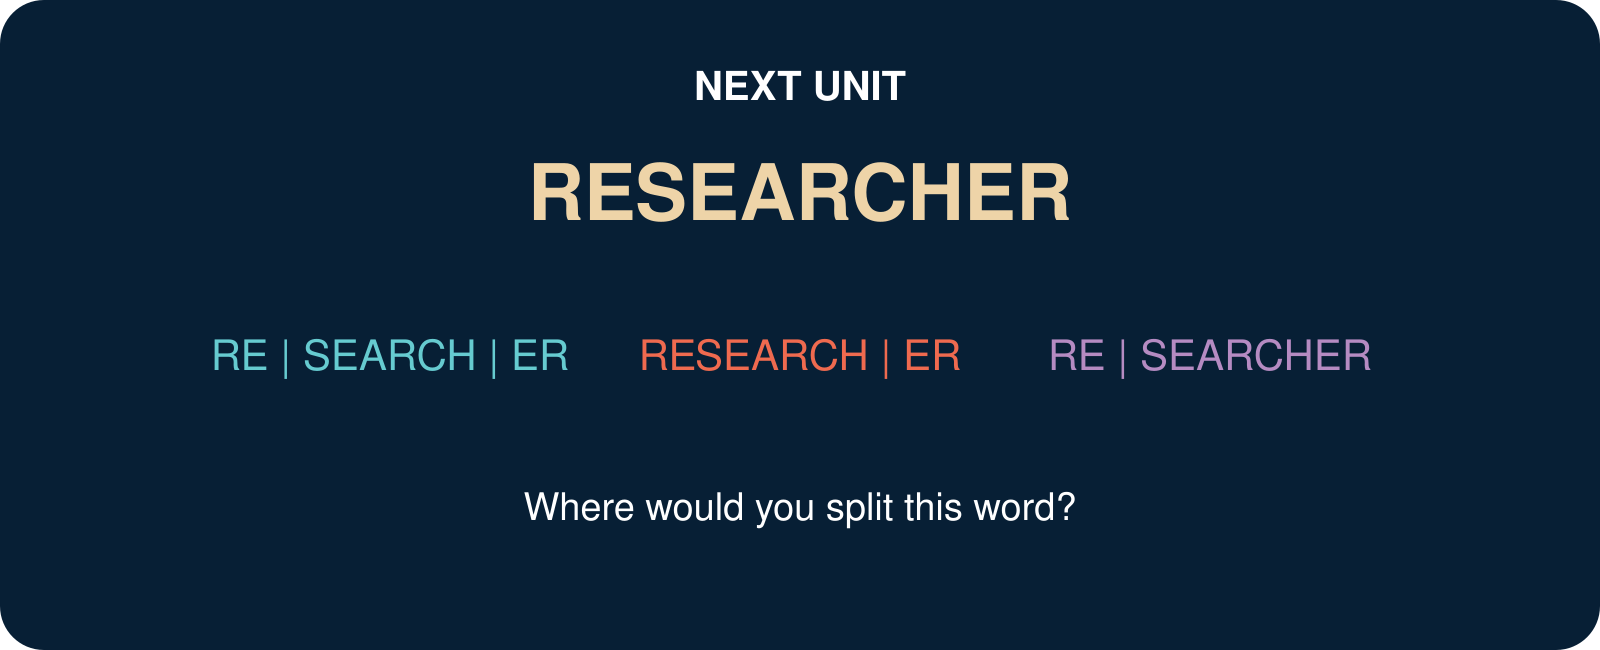 NEXT UNIT
RESEARCHER
RE | SEARCH | ER RESEARCH | ER RE | SEARCHER
Where would you split this word?